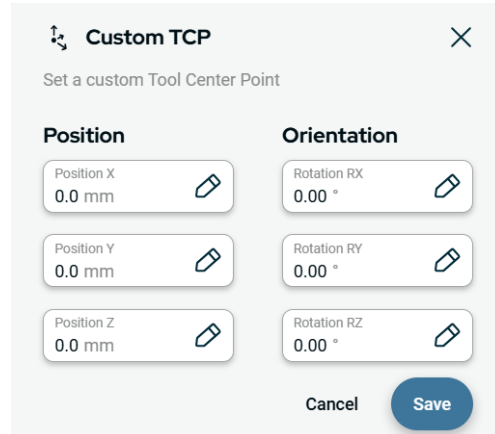 Custom TCP
Set a custom Tool Center Point
Position
Position X
0.0 mm
Position Y
0.0 mm
Position Z
0.0 mm
Orientation
Rotation RX
0.00 °
Rotation RY
0.00 °
Rotation RZ
0.00 °
Cancel
Save